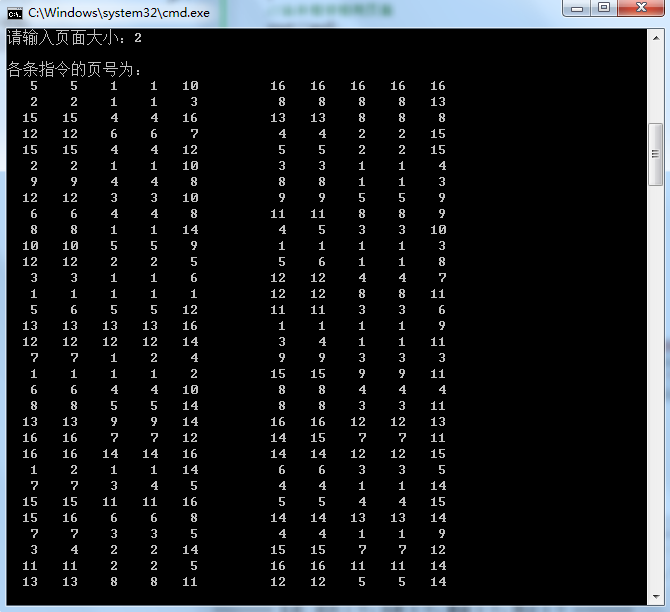 C:\Windows\system32\cmd.exe
请输入页面大小：2
各条指令的页号为：
5 5 1 1 10 16 16 16 16 16
2 2 1 1 3 8 8 8 8 13
15 15 4 4 16 13 13 8 8 8
12 12 6 6 7 4 4 2 2 15
15 15 4 4 12 5 5 2 2 15
2 2 1 1 10 3 3 1 1 4
9 9 4 4 8 8 8 1 1 3
12 12 3 3 10 9 9 5 5 9
6 6 4 4 8 11 11 8 8 9
8 8 1 1 14 4 5 3 3 10
10 10 5 5 9 1 1 1 1 3
12 12 2 2 5 5 6 1 1 8
3 3 1 1 6 12 12 4 4 7
1 1 1 1 1 12 12 8 8 11
5 6 5 5 12 11 11 3 3 6
13 13 13 13 16 1 1 1 1 9
12 12 12 12 14 3 4 1 1 11
7 7 1 2 4 9 9 3 3 3
1 1 1 1 2 15 15 9 9 11
6 6 4 4 10 8 8 4 4 4
8 8 5 5 14 8 8 3 3 11
13 13 9 9 14 16 16 12 12 13
16 16 7 7 12 14 15 7 7 11
16 16 14 14 16 14 14 12 12 15
1 2 1 1 14 6 6 3 3 5
7 7 3 4 5 4 4 1 1 14
15 15 11 11 16 5 5 4 4 15
15 16 6 6 8 14 14 13 13 14
7 7 3 3 5 4 4 1 1 9
3 4 2 2 14 15 15 7 7 12
11 11 2 2 5 16 16 11 11 14
13 13 8 8 11 12 12 5 5 14